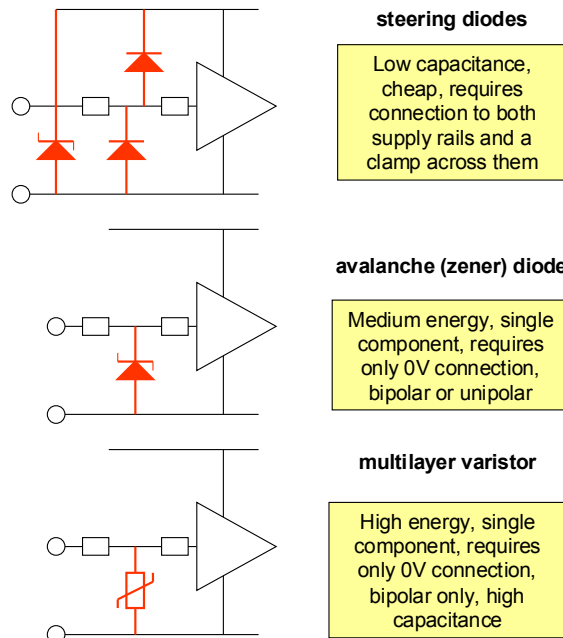 steering diodes
Low capacitance,
cheap, requires
connection to both
supply rails and a
clamp across them
avalanche (zener) diode
Medium energy, single
component, requires
only 0V connection,
bipolar or unipolar
multilayer varistor
High energy, single
component, requires
only 0V connection,
bipolar only, high
capacitance